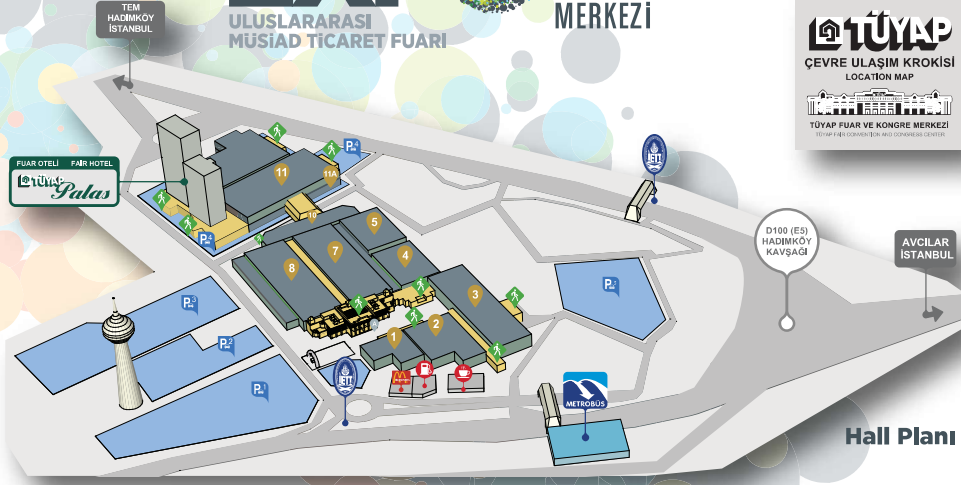 TEM
HADIMKÖY
İSTANBUL
ULUSLARARASI
MÜSİAD TİCARET FUARI
MERKEZİ
TÜYAP
ÇEVRE ULAŞIM KROKİSİ
LOCATION MAP
TÜYAP FUAR VE KONGRE MERKEZİ
TÜYAP FAIR CONVENTION AND CONGRESS CENTER
FUAR OTELİ FAIR HOTEL
TÜYAP
Palas
11
11A
10
5
7
8
4
3
2
1
P4
P3
P2
P1
JETT
JETT
D100 (E5)
HADIMKÖY
KAVŞAĞI
AVCILAR
İSTANBUL
METROBÜS
Hall Planı